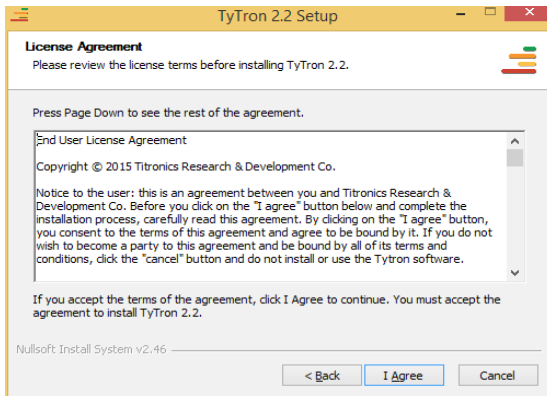 TyTron 2.2 Setup
License Agreement
Please review the license terms before installing TyTron 2.2.
Press Page Down to see the rest of the agreement.
End User License Agreement
Copyright © 2015 Titronics Research & Development Co.
Notice to the user: this is an agreement between you and Titronics Research &
Development Co. Before you click on the "I agree" button below and complete the
installation process, carefully read this agreement. By clicking on the "I agree" button,
you consent to the terms of this agreement and agree to be bound by it. If you do not
wish to become a party to this agreement and be bound by all of its terms and
conditions, click the "cancel" button and do not install or use the Tytron software.
If you accept the terms of the agreement, click I Agree to continue. You must accept the
agreement to install TyTron 2.2.
Nullsoft Install System v2.46
< Back
I Agree
Cancel